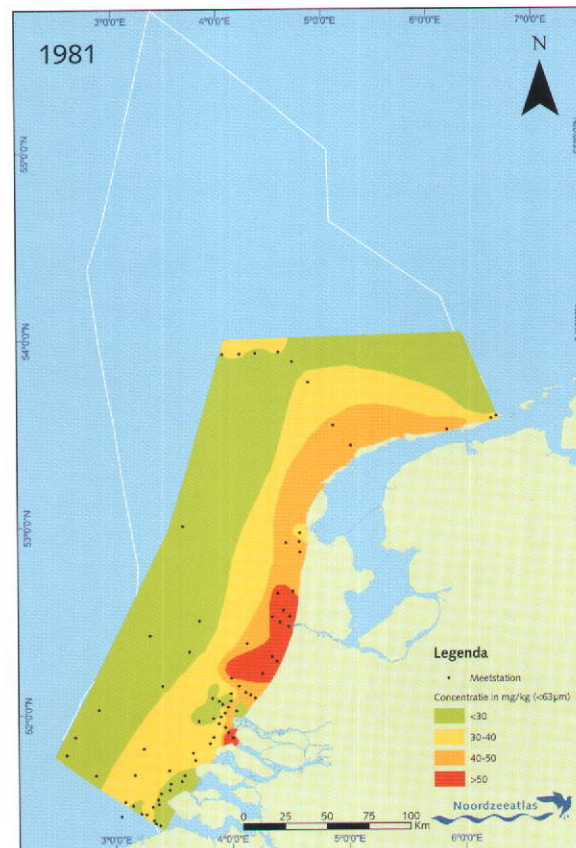 3°0'0"E 4°0'0"E 5°0'0"E 6°0'0"E 7°0'0"E
1981
N
55°0'0"N
54°0'0"N
53°0'0"N
52°0'0"N
Legenda
Meetstation
Concentratie in mg/kg (<63µm)
<30
30-40
40-50
>50
Noordzeeatlas
0 25 50 75 100
Km
3°0'0"E 4°0'0"E 5°0'0"E 6°0'0"E